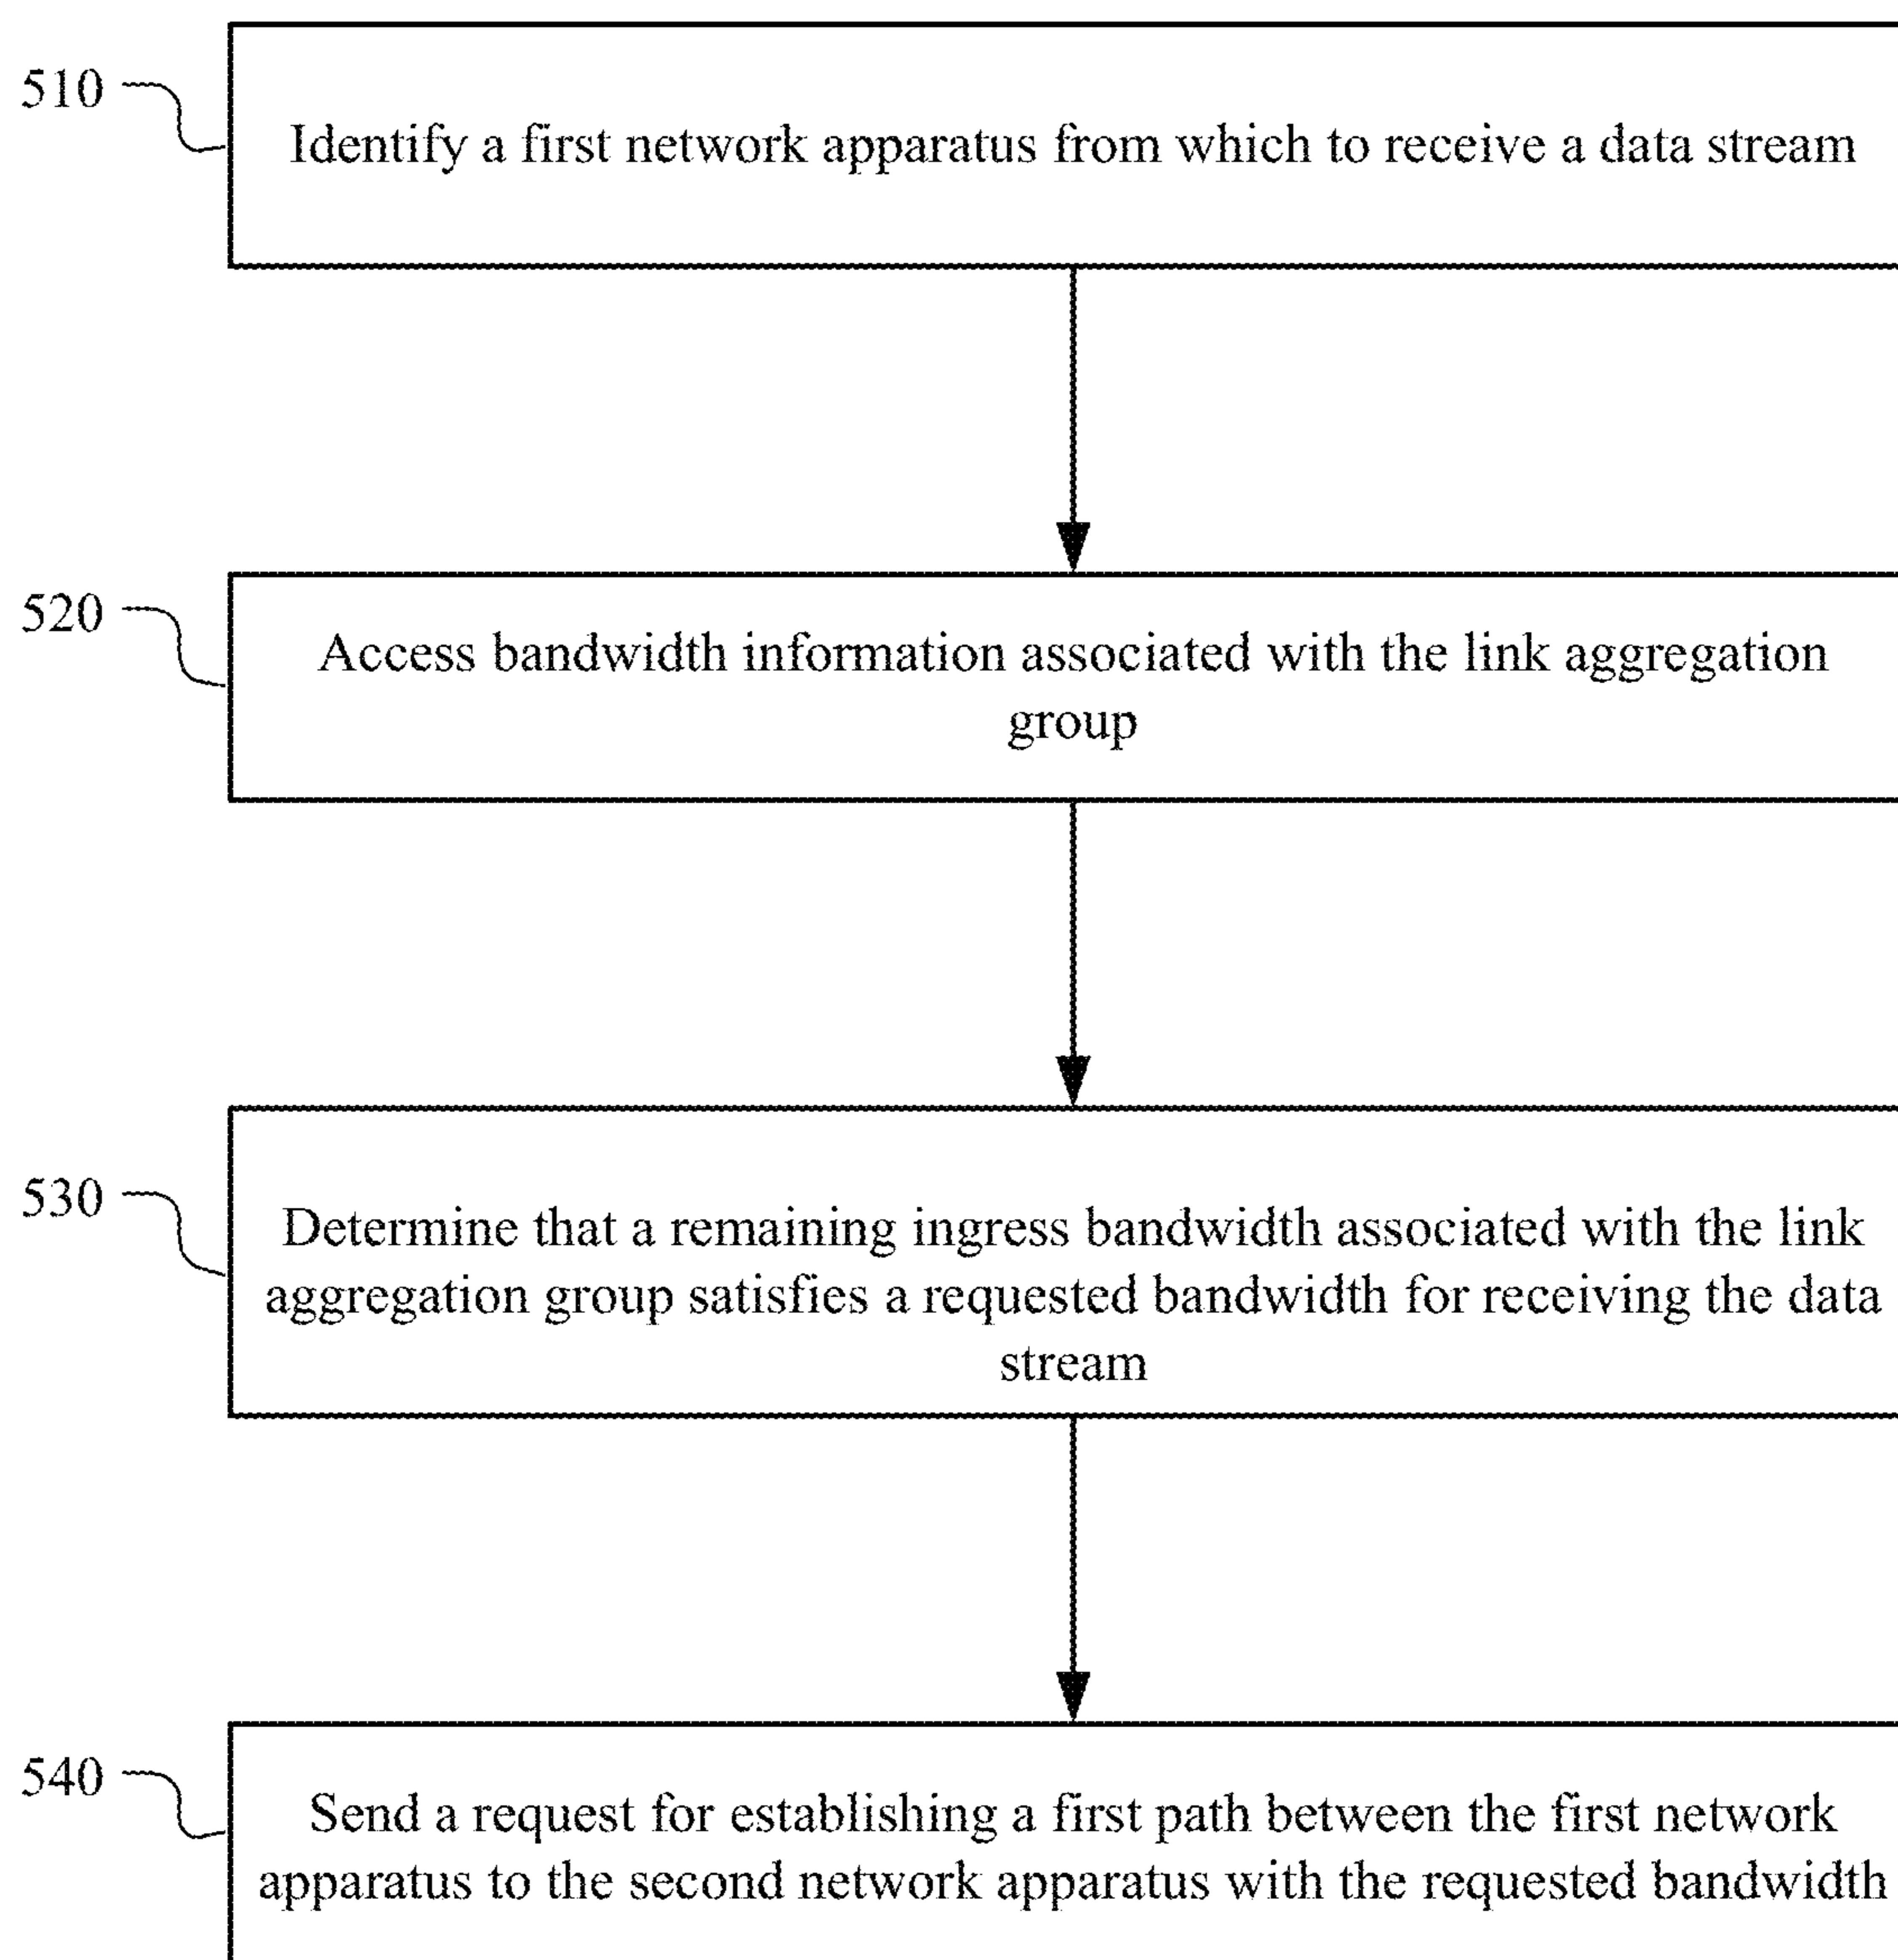 510
Identify a first network apparatus from which to receive a data stream
520
Access bandwidth information associated with the link aggregation
group
530
Determine that a remaining ingress bandwidth associated with the link
aggregation group satisfies a requested bandwidth for receiving the data
stream
540
Send a request for establishing a first path between the first network
apparatus to the second network apparatus with the requested bandwidth